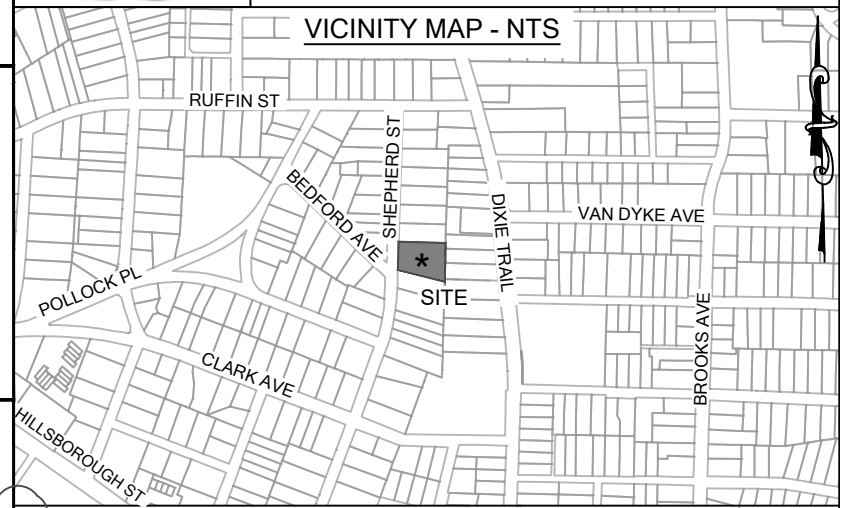 VICINITY MAP - NTS
RUFFIN ST
SHEPHERD ST
BEDFORD AVE
DIXIE TRAIL
VAN DYKE AVE
*
SITE
POLLOCK PL
BROOKS AVE
CLARK AVE
HILLSBOROUGH ST